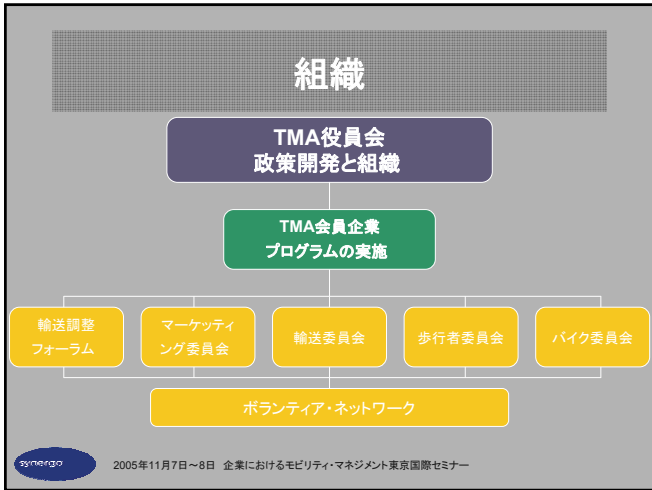 組織
TMA役員会
政策開発と組織
TMA会員企業
プログラムの実施
輸送調整
フォーラム
マーケッティ
ング委員会
輸送委員会
歩行者委員会
バイク委員会
ボランティア・ネットワーク
synergo
2005年11月7日～8日 企業におけるモビリティ・マネジメント東京国際セミナー